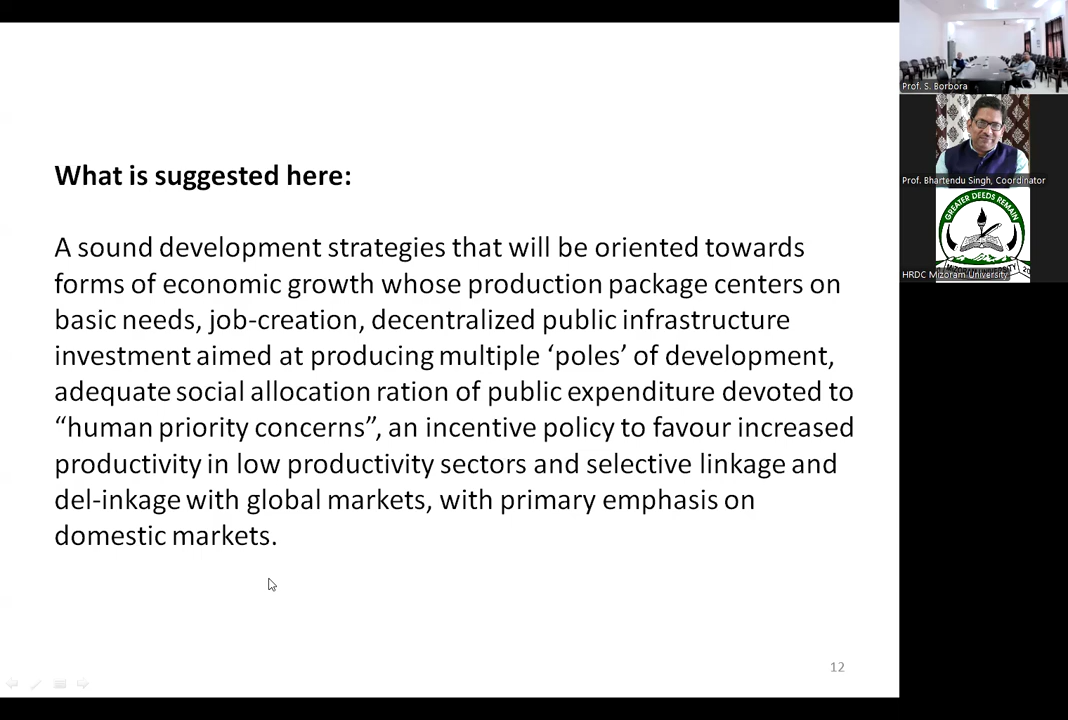 What is suggested here:
A sound development strategies that will be oriented towards
forms of economic growth whose production package centers on
basic needs, job-creation, decentralized public infrastructure
investment aimed at producing multiple ‘poles’ of development,
adequate social allocation ration of public expenditure devoted to
“human priority concerns”, an incentive policy to favour increased
productivity in low productivity sectors and selective linkage and
del-inkage with global markets, with primary emphasis on
domestic markets.
12
Prof. S. Borbora
Prof. Bhartendu Singh, Coordinator
GREATER DEEDS REMAIN
MIZORAM UNIVERSITY
HRDC Mizoram University